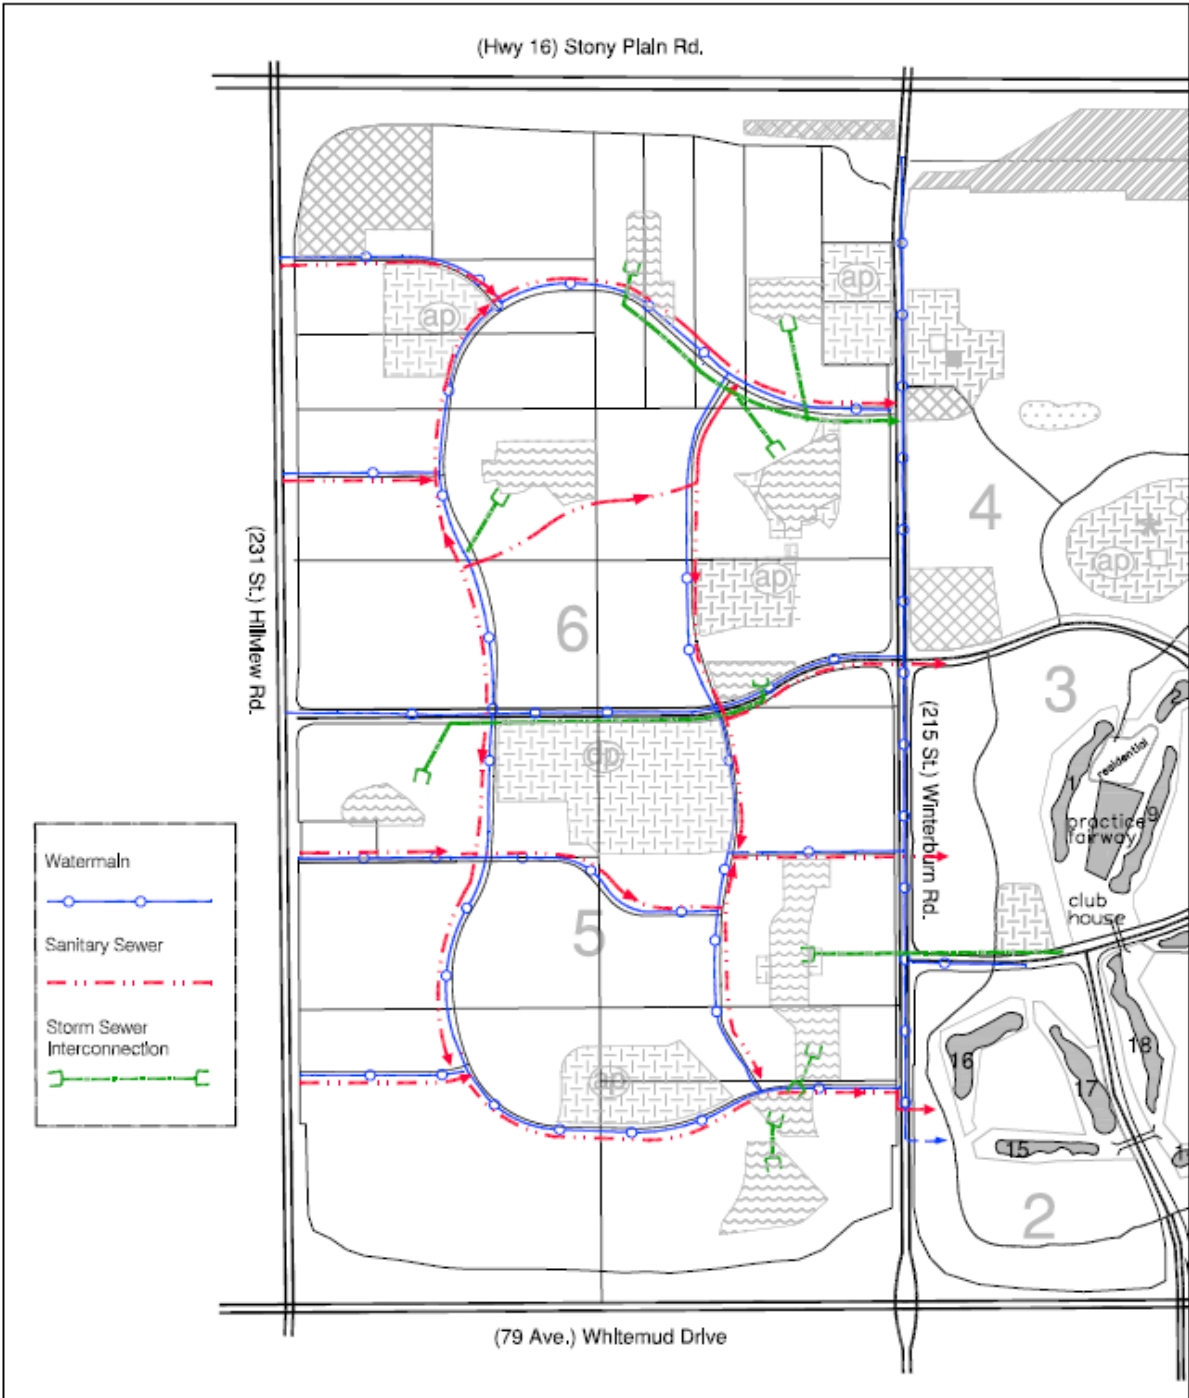 (Hwy 16) Stony Plain Rd.
ap
ap
4
ap
ap
(231 St.) Hillview Rd.
6
3
(215 St.) Winterburn Rd.
residential
dp
1
9
practice
fairway
Watermain
club
house
5
Sanitary Sewer
Storm Sewer
Interconnection
16
18
17
ap
15
1
2
(79 Ave.) Whitemud Drive